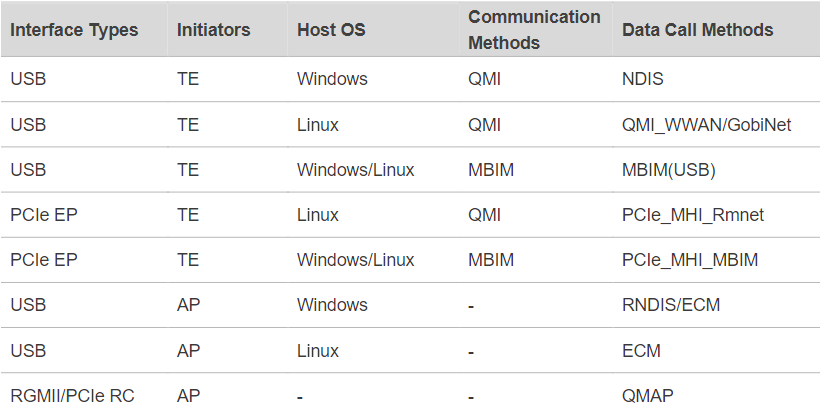 Interface Types Initiators Host OS Communication Methods Data Call Methods
USB TE Windows QMI NDIS
USB TE Linux QMI QMI_WWAN/GobiNet
USB TE Windows/Linux MBIM MBIM(USB)
PCIe EP TE Linux QMI PCIe_MHI_Rmnet
PCIe EP TE Windows/Linux MBIM PCIe_MHI_MBIM
USB AP Windows - RNDIS/ECM
USB AP Linux - ECM
RGMII/PCIe RC AP - - QMAP